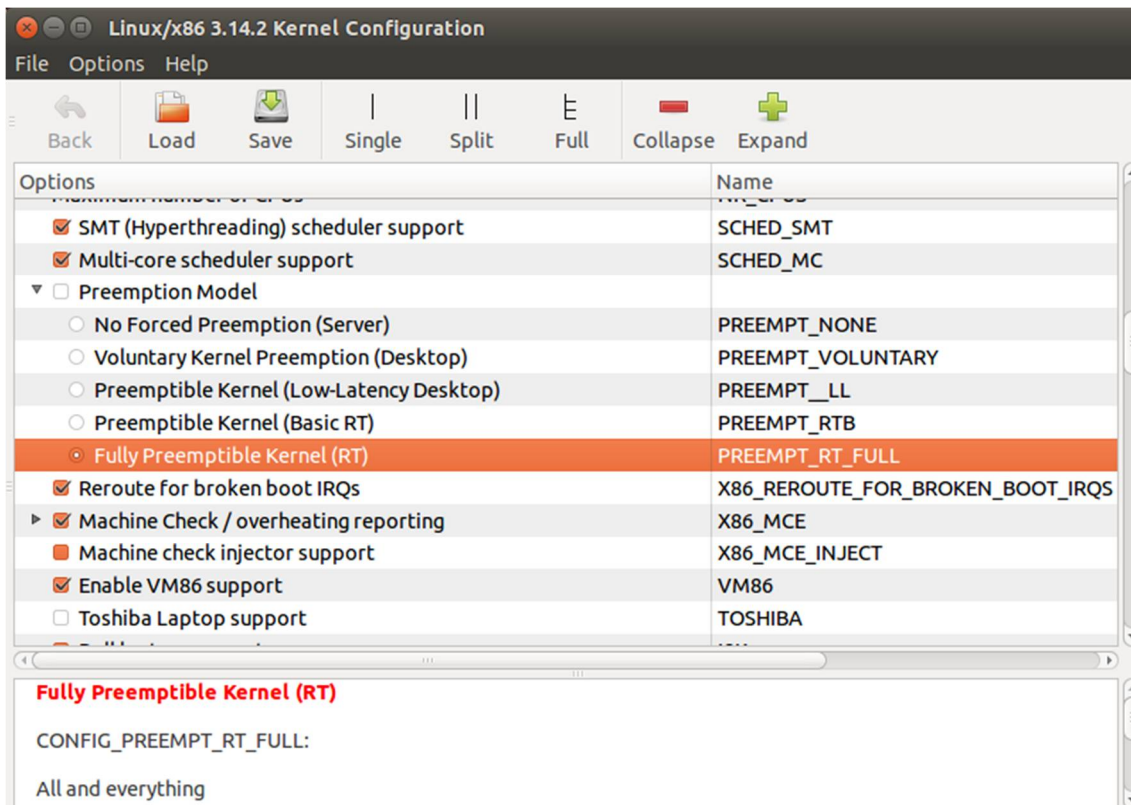 Linux/x86 3.14.2 Kernel Configuration
File Options Help
Back Load Save Single Split Full Collapse Expand
Options Name
SMT (Hyperthreading) scheduler support SCHED_SMT
Multi-core scheduler support SCHED_MC
Preemption Model
No Forced Preemption (Server) PREEMPT_NONE
Voluntary Kernel Preemption (Desktop) PREEMPT_VOLUNTARY
Preemptible Kernel (Low-Latency Desktop) PREEMPT__LL
Preemptible Kernel (Basic RT) PREEMPT_RTB
Fully Preemptible Kernel (RT) PREEMPT_RT_FULL
Reroute for broken boot IRQs X86_REROUTE_FOR_BROKEN_BOOT_IRQS
Machine Check / overheating reporting X86_MCE
Machine check injector support X86_MCE_INJECT
Enable VM86 support VM86
Toshiba Laptop support TOSHIBA
Fully Preemptible Kernel (RT)
CONFIG_PREEMPT_RT_FULL:
All and everything